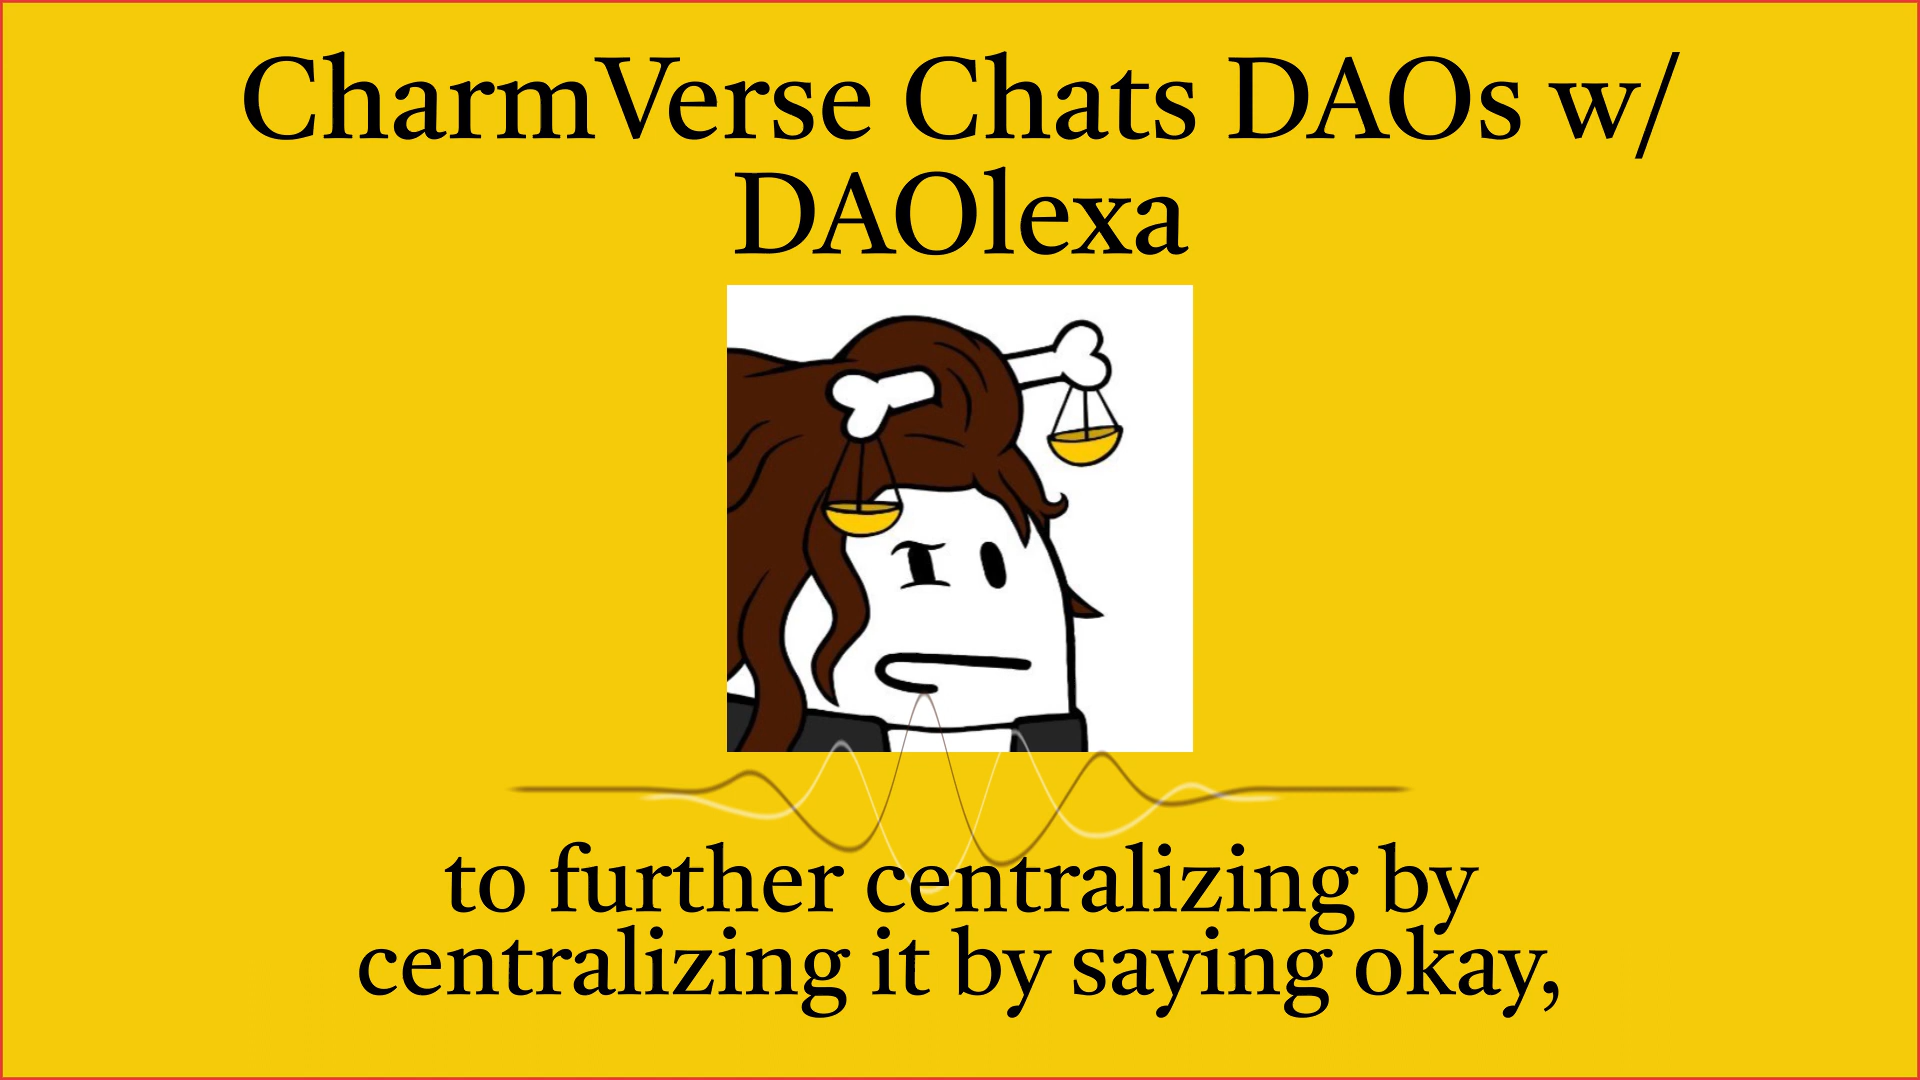 CharmVerse Chats DAOs w/
DAOlexa
to further centralizing by
centralizing it by saying okay,